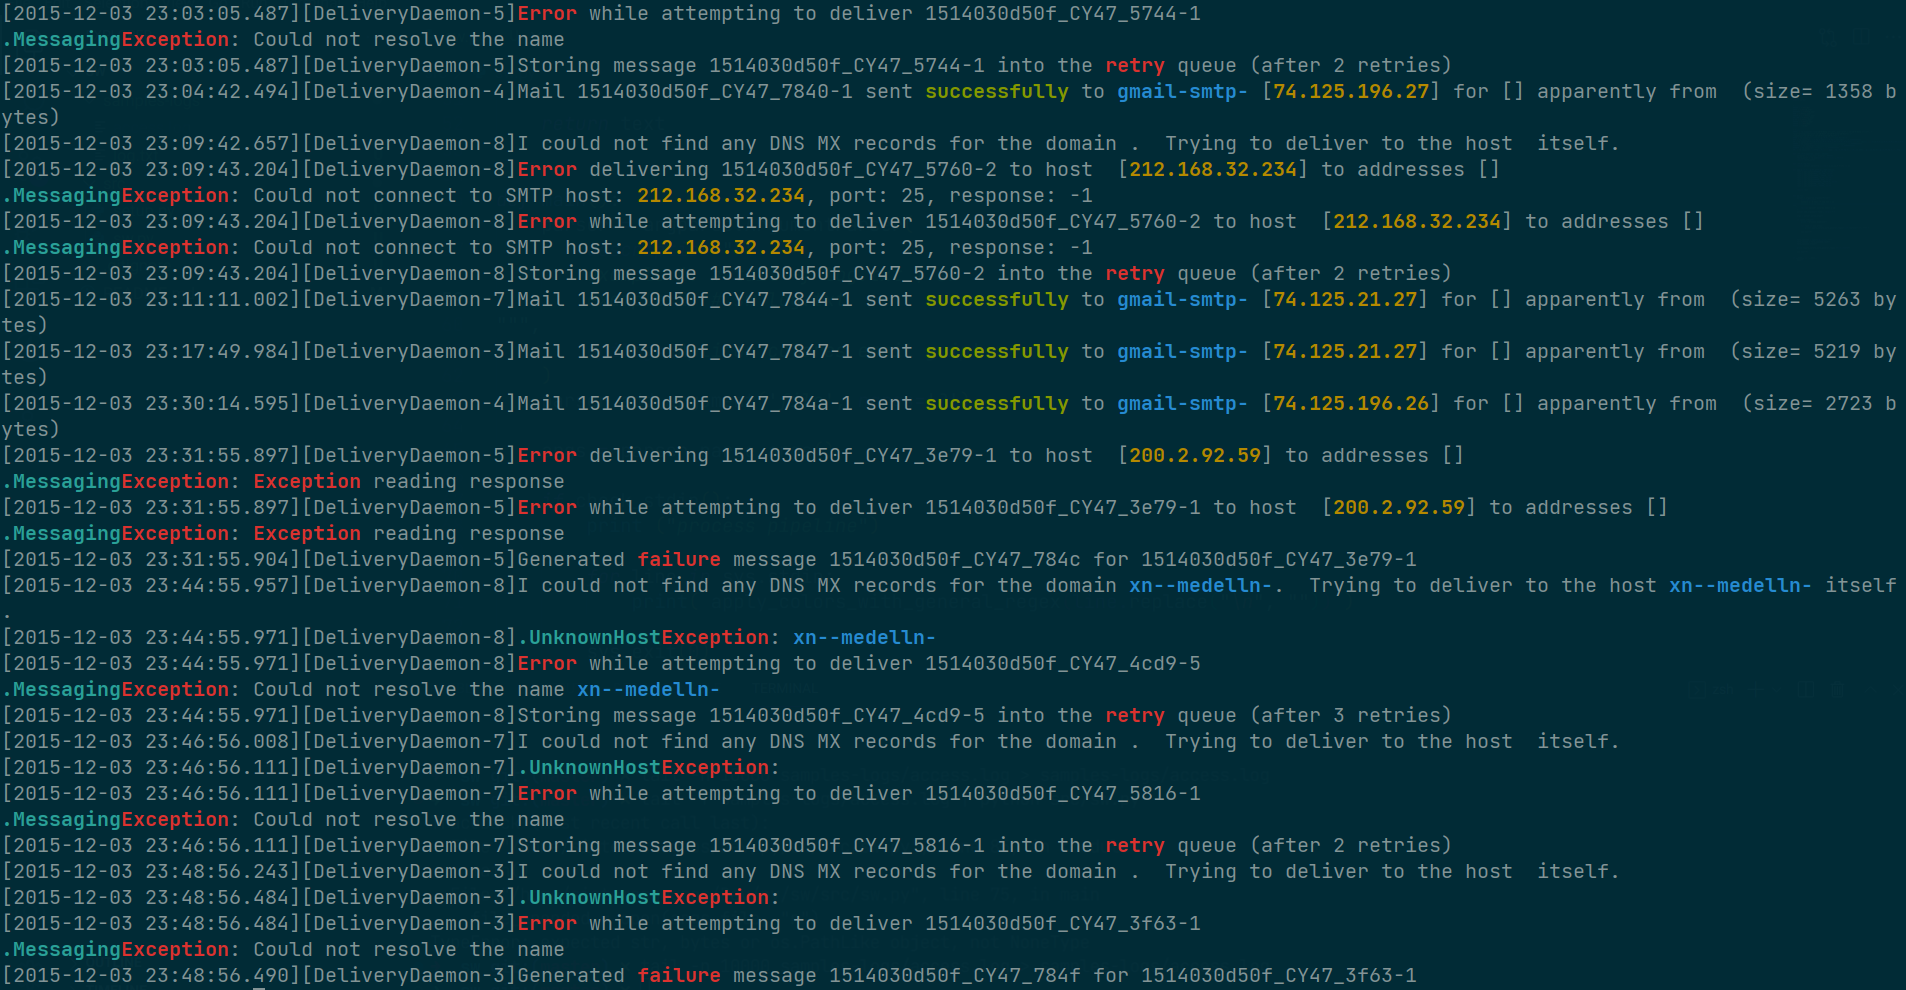 [2015-12-03 23:03:05.487][DeliveryDaemon-5]Error while attempting to deliver 1514030d50f_CY47_5744-1
.MessagingException: Could not resolve the name
[2015-12-03 23:03:05.487][DeliveryDaemon-5]Storing message 1514030d50f_CY47_5744-1 into the retry queue (after 2 retries)
[2015-12-03 23:04:42.494][DeliveryDaemon-4]Mail 1514030d50f_CY47_7840-1 sent successfully to gmail-smtp- [74.125.196.27] for [] apparently from  (size= 1358 b
ytes)
[2015-12-03 23:09:42.657][DeliveryDaemon-8]I could not find any DNS MX records for the domain .  Trying to deliver to the host  itself.
[2015-12-03 23:09:43.204][DeliveryDaemon-8]Error delivering 1514030d50f_CY47_5760-2 to host  [212.168.32.234] to addresses []
.MessagingException: Could not connect to SMTP host: 212.168.32.234, port: 25, response: -1
[2015-12-03 23:09:43.204][DeliveryDaemon-8]Error while attempting to deliver 1514030d50f_CY47_5760-2 to host  [212.168.32.234] to addresses []
.MessagingException: Could not connect to SMTP host: 212.168.32.234, port: 25, response: -1
[2015-12-03 23:09:43.204][DeliveryDaemon-8]Storing message 1514030d50f_CY47_5760-2 into the retry queue (after 2 retries)
[2015-12-03 23:11:11.002][DeliveryDaemon-7]Mail 1514030d50f_CY47_7844-1 sent successfully to gmail-smtp- [74.125.21.27] for [] apparently from  (size= 5263 by
tes)
[2015-12-03 23:17:49.984][DeliveryDaemon-3]Mail 1514030d50f_CY47_7847-1 sent successfully to gmail-smtp- [74.125.21.27] for [] apparently from  (size= 5219 by
tes)
[2015-12-03 23:30:14.595][DeliveryDaemon-4]Mail 1514030d50f_CY47_784a-1 sent successfully to gmail-smtp- [74.125.196.26] for [] apparently from  (size= 2723 b
ytes)
[2015-12-03 23:31:55.897][DeliveryDaemon-5]Error delivering 1514030d50f_CY47_3e79-1 to host  [200.2.92.59] to addresses []
.MessagingException: Exception reading response
[2015-12-03 23:31:55.897][DeliveryDaemon-5]Error while attempting to deliver 1514030d50f_CY47_3e79-1 to host  [200.2.92.59] to addresses []
.MessagingException: Exception reading response
[2015-12-03 23:31:55.904][DeliveryDaemon-5]Generated failure message 1514030d50f_CY47_784c for 1514030d50f_CY47_3e79-1
[2015-12-03 23:44:55.957][DeliveryDaemon-8]I could not find any DNS MX records for the domain xn--medelln-.  Trying to deliver to the host xn--medelln- itself
.
[2015-12-03 23:44:55.971][DeliveryDaemon-8].UnknownHostException: xn--medelln-
[2015-12-03 23:44:55.971][DeliveryDaemon-8]Error while attempting to deliver 1514030d50f_CY47_4cd9-5
.MessagingException: Could not resolve the name xn--medelln-
[2015-12-03 23:44:55.971][DeliveryDaemon-8]Storing message 1514030d50f_CY47_4cd9-5 into the retry queue (after 3 retries)
[2015-12-03 23:46:56.008][DeliveryDaemon-7]I could not find any DNS MX records for the domain .  Trying to deliver to the host  itself.
[2015-12-03 23:46:56.111][DeliveryDaemon-7].UnknownHostException:
[2015-12-03 23:46:56.111][DeliveryDaemon-7]Error while attempting to deliver 1514030d50f_CY47_5816-1
.MessagingException: Could not resolve the name
[2015-12-03 23:46:56.111][DeliveryDaemon-7]Storing message 1514030d50f_CY47_5816-1 into the retry queue (after 2 retries)
[2015-12-03 23:48:56.243][DeliveryDaemon-3]I could not find any DNS MX records for the domain .  Trying to deliver to the host  itself.
[2015-12-03 23:48:56.484][DeliveryDaemon-3].UnknownHostException:
[2015-12-03 23:48:56.484][DeliveryDaemon-3]Error while attempting to deliver 1514030d50f_CY47_3f63-1
.MessagingException: Could not resolve the name
[2015-12-03 23:48:56.490][DeliveryDaemon-3]Generated failure message 1514030d50f_CY47_784f for 1514030d50f_CY47_3f63-1